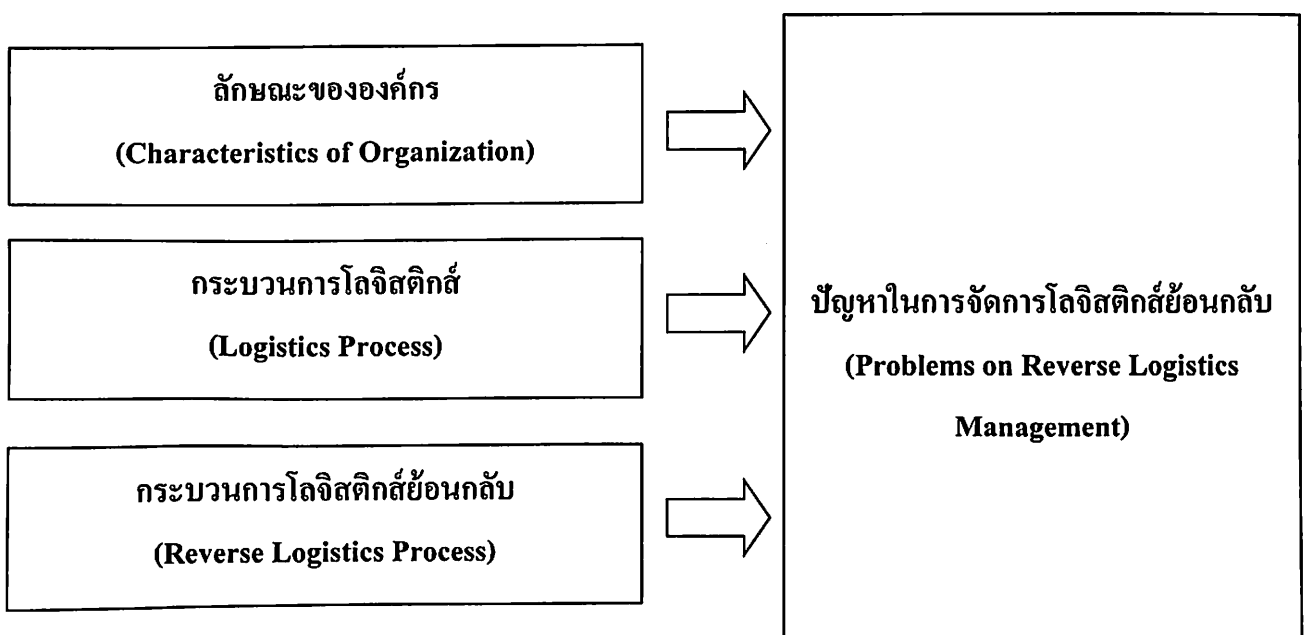 ลักษณะขององค์กร
(Characteristics of Organization)
กระบวนการโลจิสติกส์
(Logistics Process)
กระบวนการโลจิสติกส์ย้อนกลับ
(Reverse Logistics Process)
ปัญหาในการจัดการโลจิสติกส์ย้อนกลับ
(Problems on Reverse Logistics
Management)